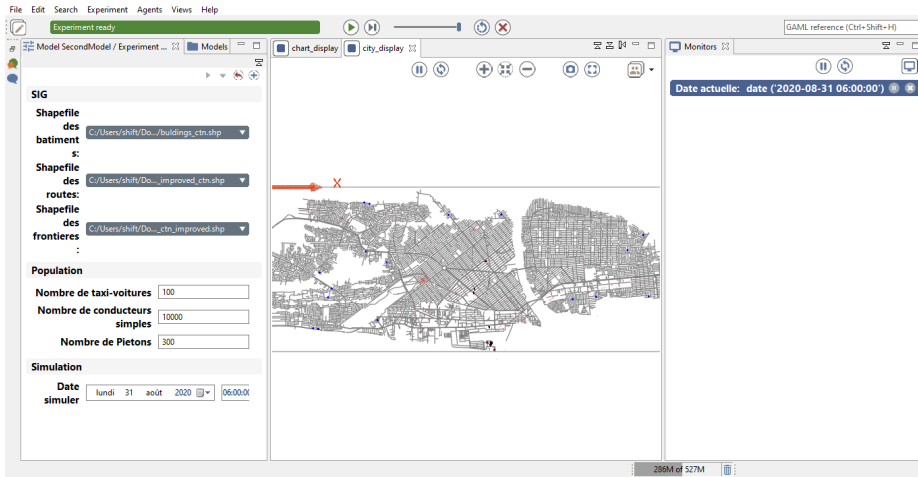 File Edit Search Experiment Agents Views Help
Experiment ready
GAML reference (Ctrl+Shift+H)
Model SecondModel / Experiment ...
Models
chart_display
city_display
Monitors
SIG
Shapefile
des
batiment
s:
C:/Users/shift/Do.../buldings_ctn.shp
Shapefile
des
routes:
C:/Users/shift/Do..._improved_ctn.shp
Shapefile
des
frontieres
:
C:/Users/shift/Do..._ctn_improved.shp
Population
Nombre de taxi-voitures 100
Nombre de conducteurs
simples
10000
Nombre de Pietons 300
Simulation
Date
simuler
lundi 31 août 2020
06:00:00
X
Date actuelle: date ('2020-08-31 06:00:00')
286M of 527M